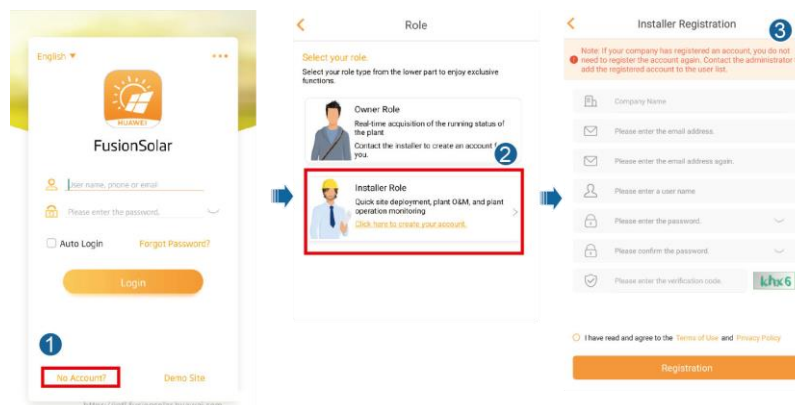 English ▼
HUAWEI
FusionSolar
User name, phone or email
Please enter the password.
Auto Login
Forgot Password?
Login
1
No Account?
Demo Site
Role
Select your role.
Select your role type from the lower part to enjoy exclusive
functions.
Owner Role
Real-time acquisition of the running status of
the plant
Contact the installer to create an account
you.
2
Installer Role
Quick site deployment, plant O&M, and plant
operation monitoring
Click here to create your account.
Installer Registration
3
Note: If your company has registered an account, you do not
need to register the account again. Contact the administrator
add the registered account to the user list.
Company Name
Please enter the email address.
Please enter the email address again.
Please enter a user name
Please enter the password.
Please confirm the password.
Please enter the verification code.
khx6
I have read and agree to the Terms of Use and Privacy Policy
Registration